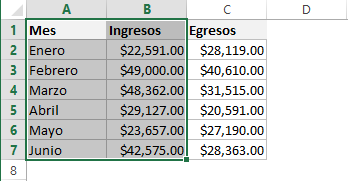 A B C D
1 Mes Ingresos Egresos
2 Enero $22,591.00 $28,119.00
3 Febrero $49,000.00 $40,610.00
4 Marzo $48,362.00 $31,515.00
5 Abril $29,127.00 $20,591.00
6 Mayo $23,657.00 $27,190.00
7 Junio $42,575.00 $28,363.00
8